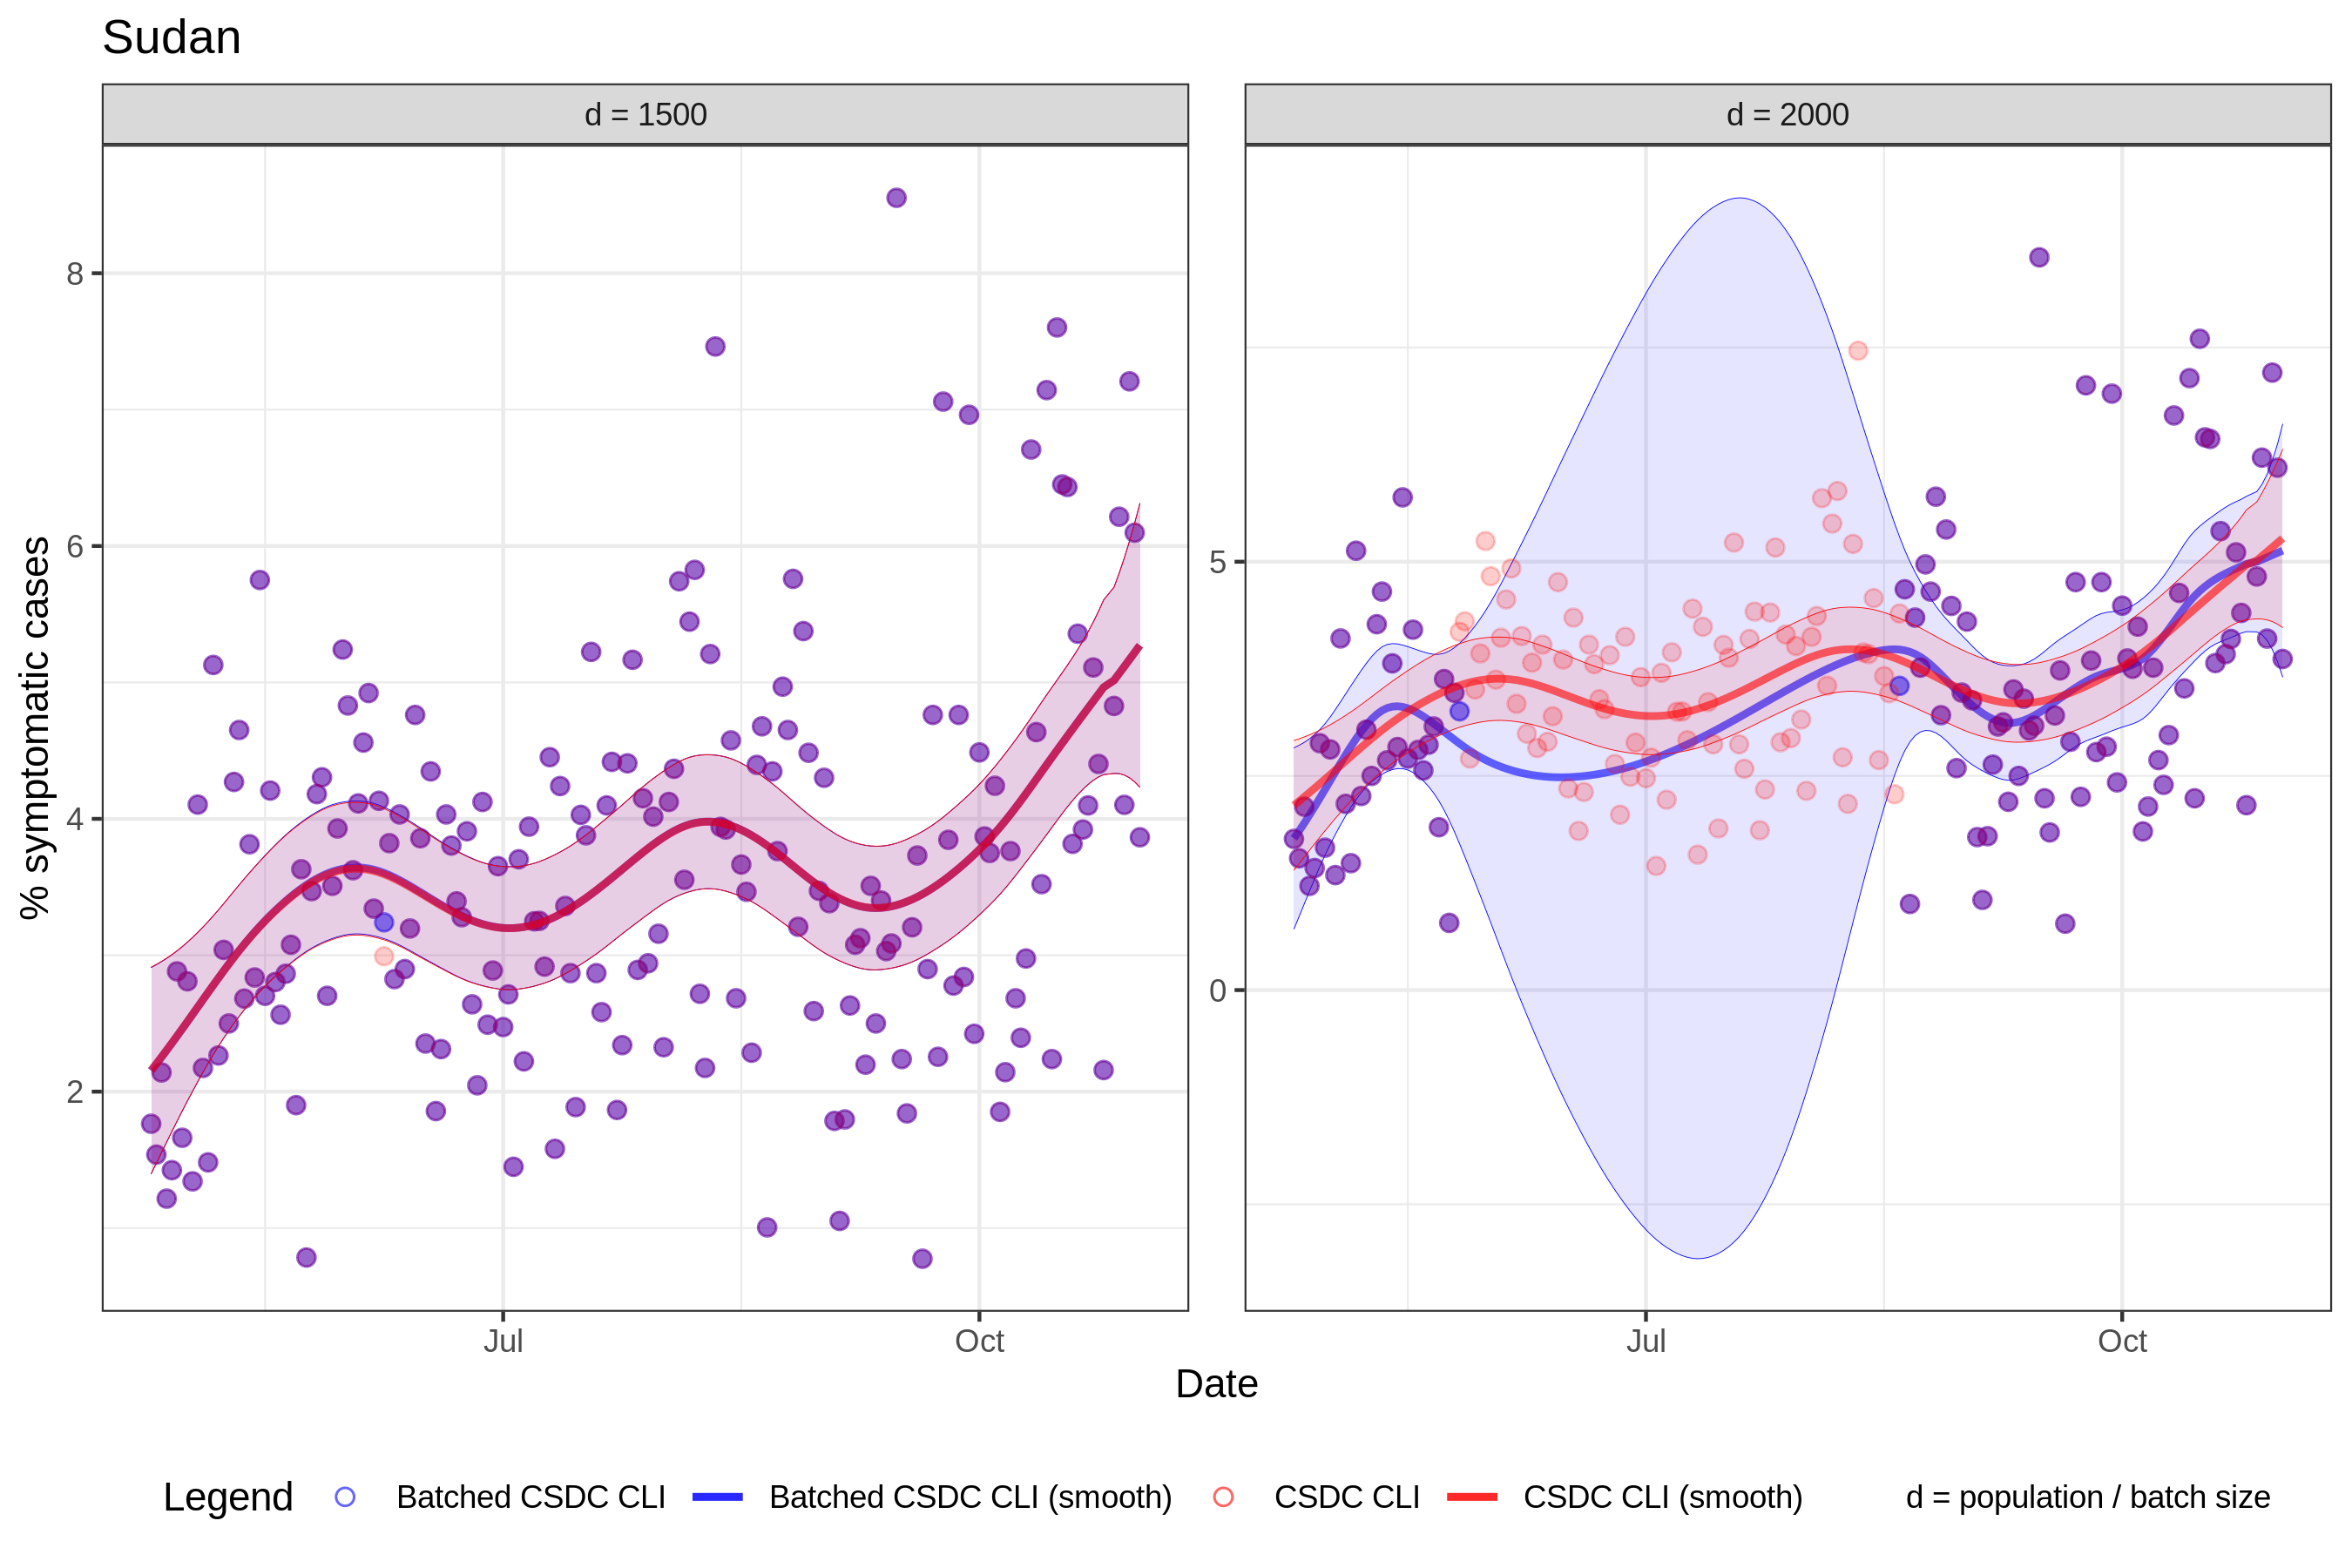 Sudan
d = 1500
d = 2000
% symptomatic cases
8
6
4
2
5
0
Jul
Oct
Jul
Oct
Date
Legend
Batched CSDC CLI
Batched CSDC CLI (smooth)
CSDC CLI
CSDC CLI (smooth)
d = population / batch size